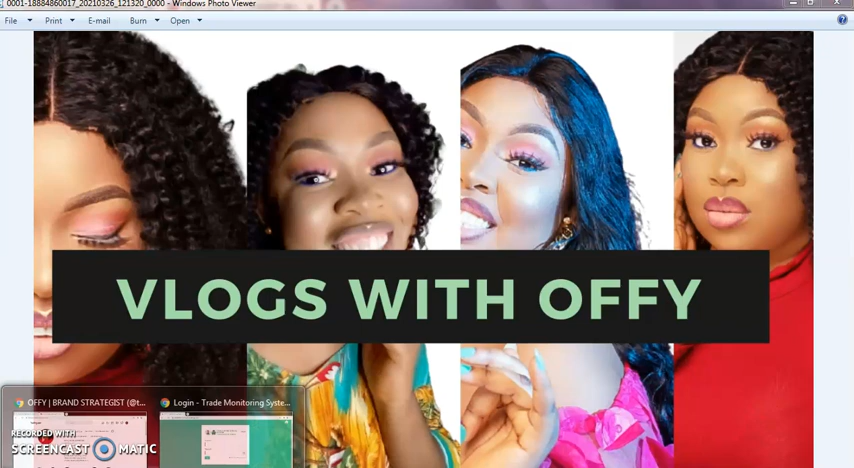 0001-18884860017_20210326_121320_0000 - Windows Photo Viewer
File Print E-mail Burn Open
VLOGS WITH OFFY
OFFY | BRAND STRATEGIST (@t... Login - Trade Monitoring Syste...
RECORDED WITH
SCREENCAST MATIC